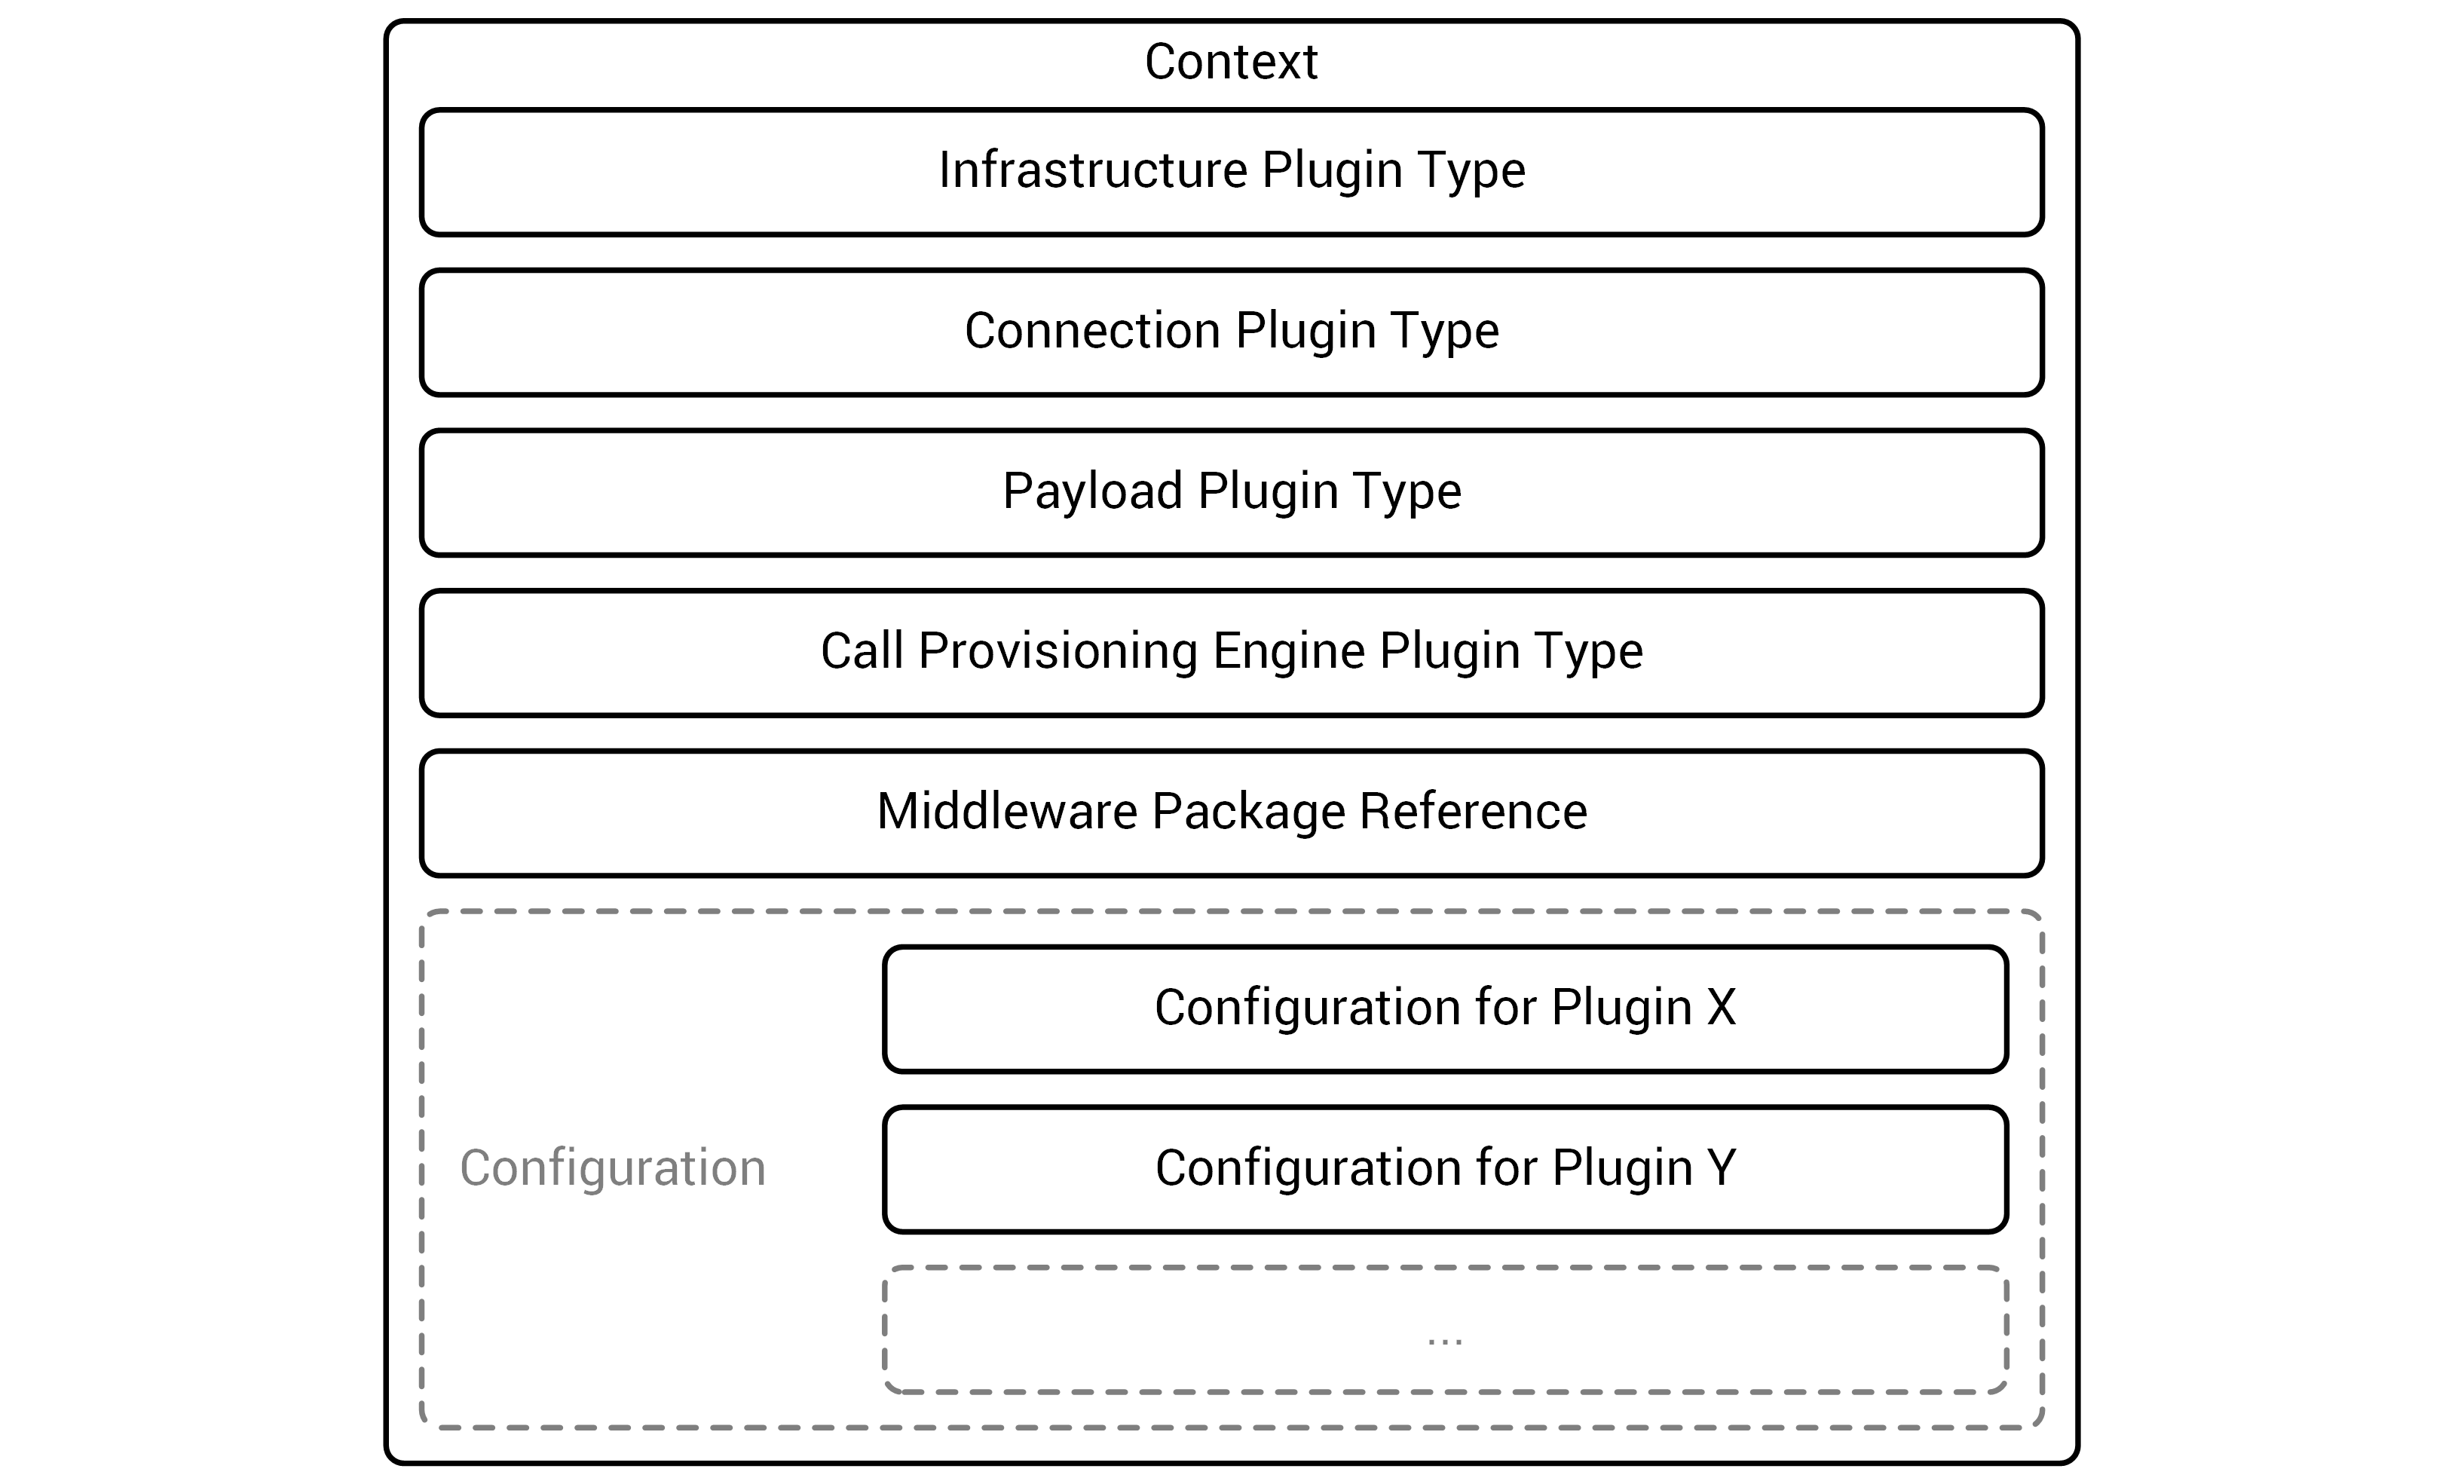 Context
Infrastructure Plugin Type
Connection Plugin Type
Payload Plugin Type
Call Provisioning Engine Plugin Type
Middleware Package Reference
Configuration for Plugin X
Configuration
Configuration for Plugin Y
...